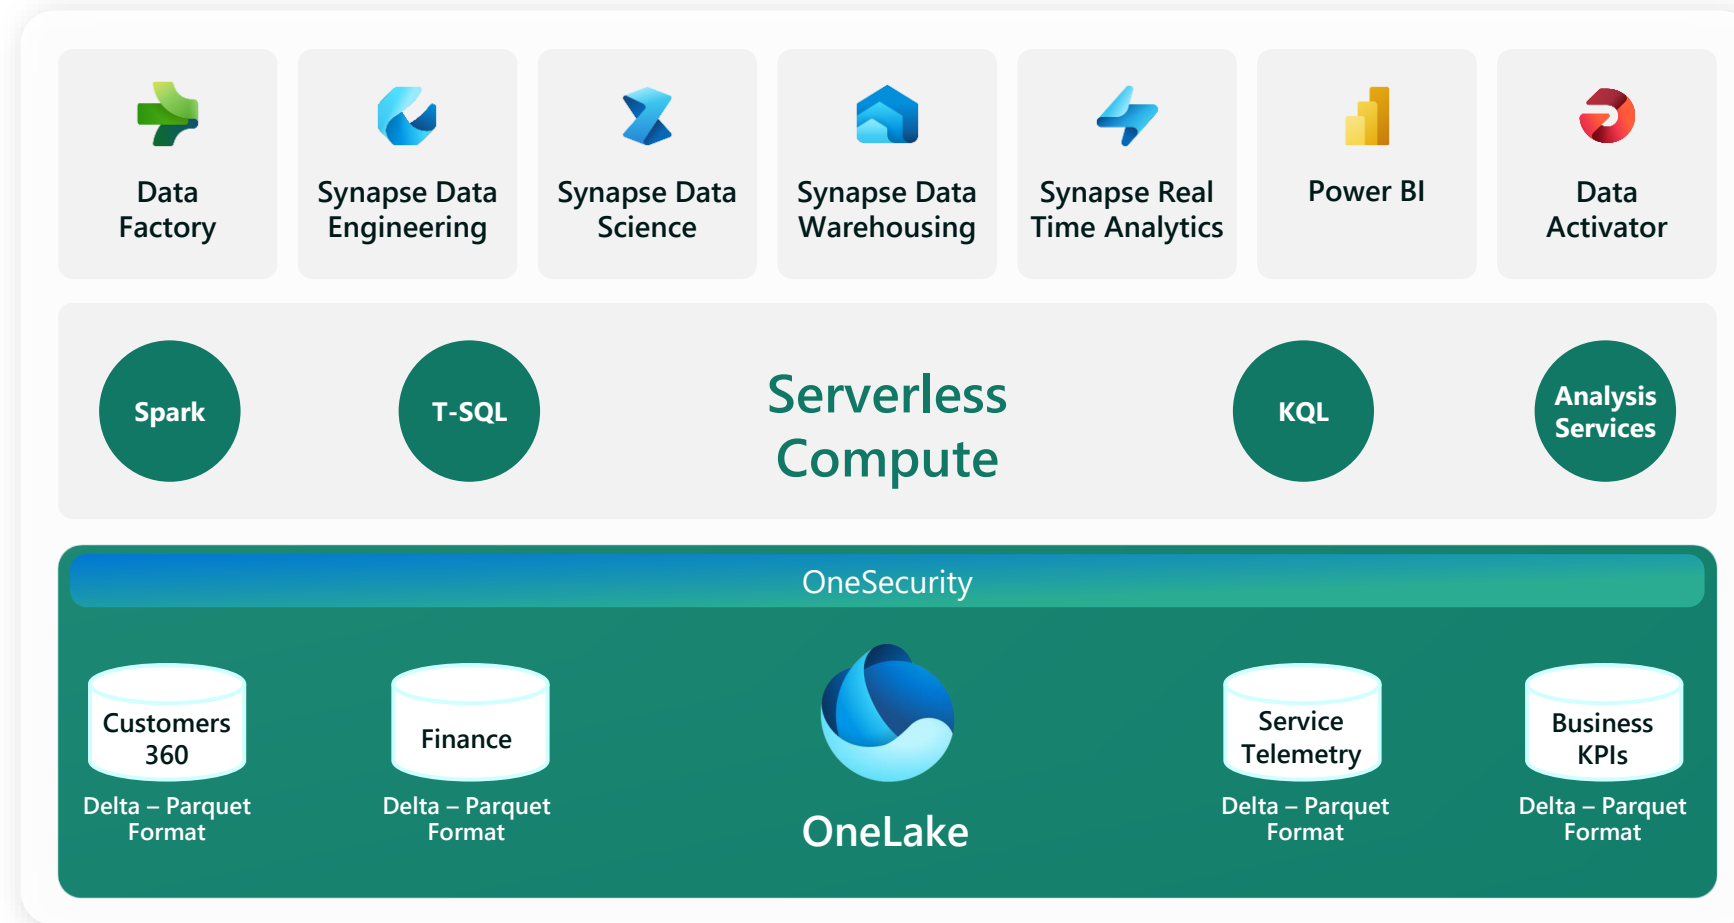 Data
Factory
Synapse Data
Engineering
Synapse Data
Science
Synapse Data
Warehousing
Synapse Real
Time Analytics
Power BI
Data
Activator
Spark
T-SQL
Serverless
Compute
KQL
Analysis
Services
OneSecurity
Customers
360
Delta – Parquet
Format
Finance
Delta – Parquet
Format
OneLake
Service
Telemetry
Delta – Parquet
Format
Business
KPIs
Delta – Parquet
Format